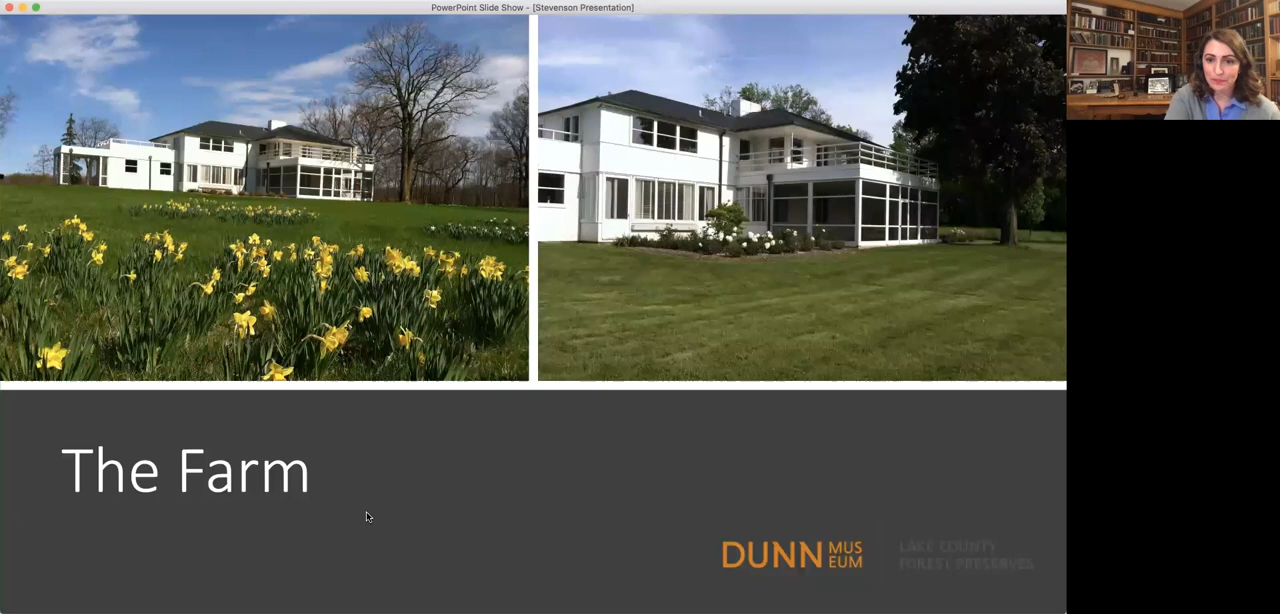 PowerPoint Slide Show - [Stevenson Presentation]
The Farm
DUNN MUS
EUM
LAKE COUNTY
FOREST PRESERVES